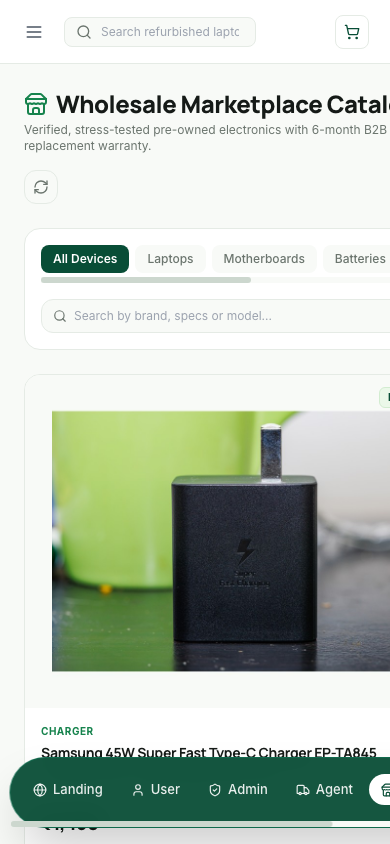 Search refurbished lapto
Wholesale Marketplace Catal
Verified, stress-tested pre-owned electronics with 6-month B2B
replacement warranty.
All Devices Laptops Motherboards Batteries
Search by brand, specs or model...
CHARGER
Samsung 45W Super Fast Type-C Charger EP-TA845
Landing User Admin Agent